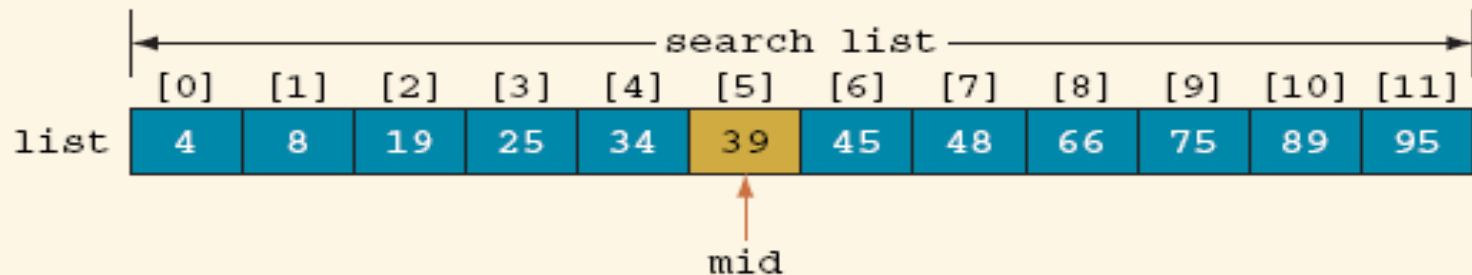 search list
[0] [1] [2] [3] [4] [5] [6] [7] [8] [9] [10] [11]
list 4 8 19 25 34 39 45 48 66 75 89 95
mid